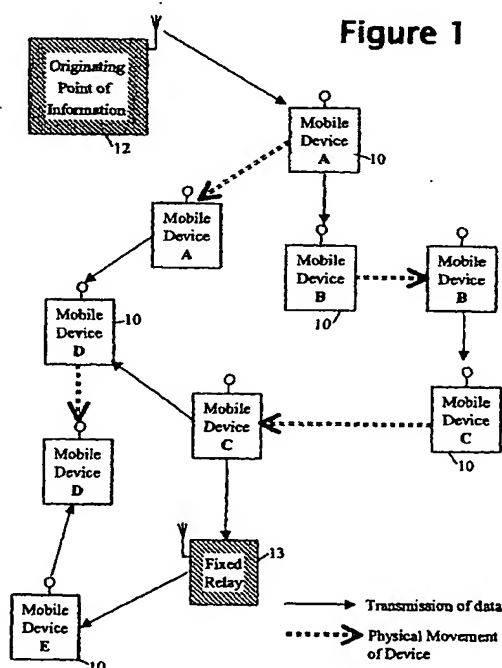 Figure 1
Originating
Point of
Information
12
Mobile
Device
A
10
Mobile
Device
A
Mobile
Device
B
10
Mobile
Device
B
Mobile
Device
D
10
Mobile
Device
C
Mobile
Device
C
10
Mobile
Device
D
Fixed
Relay
13
Mobile
Device
E
10
Transmission of data
Physical Movement
of Device